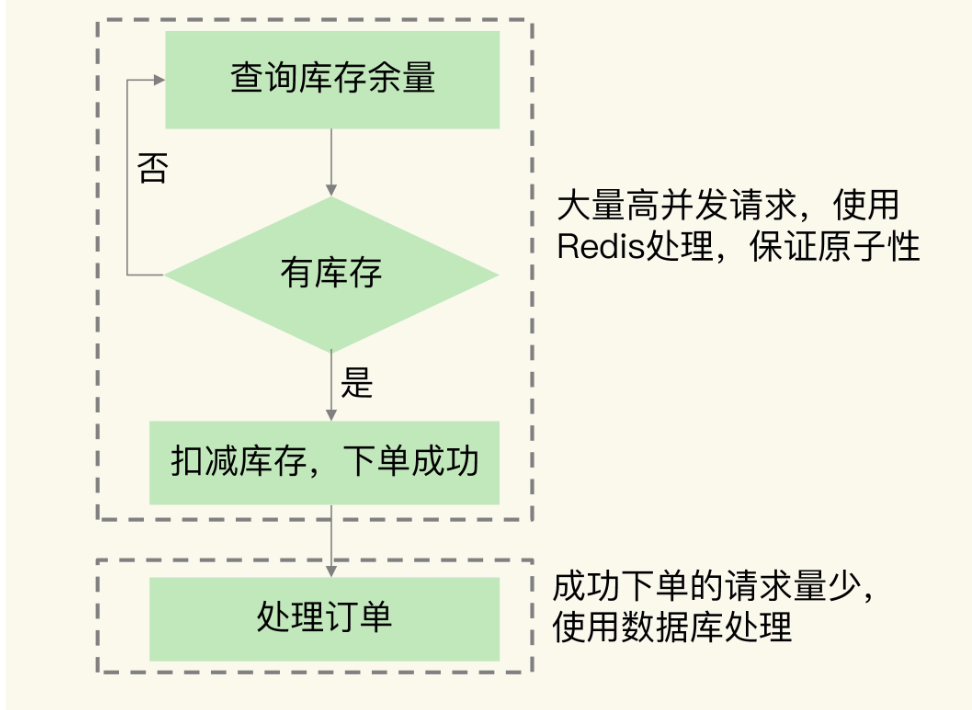 查询库存余量
否
大量高并发请求，使用
Redis处理，保证原子性
有库存
是
扣减库存，下单成功
成功下单的请求量少，
使用数据库处理
处理订单